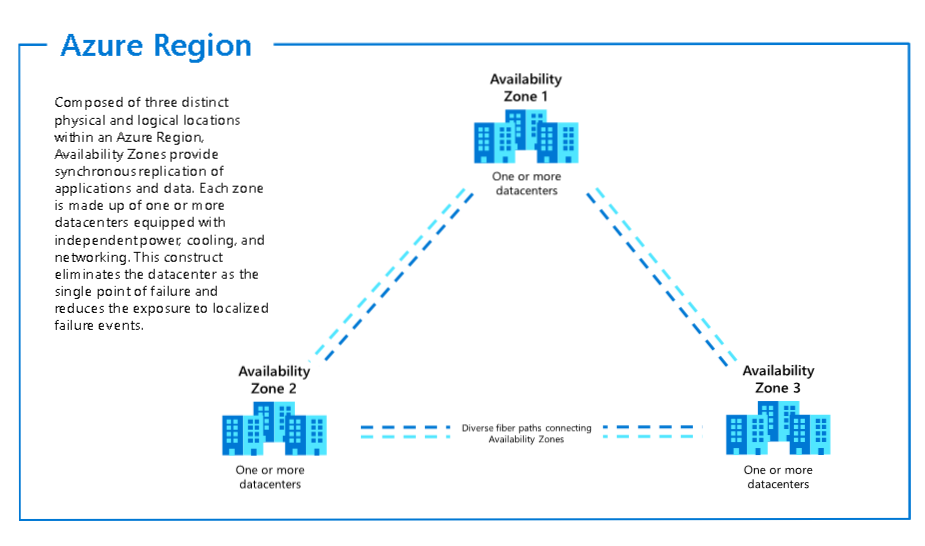 Azure Region
Composed of three distinct
physical and logical locations
within an Azure Region,
Availability Zones provide
synchronous replication of
applications and data. Each zone
is made up of one or more
datacenters equipped with
independent power, cooling, and
networking. This construct
eliminates the datacenter as the
single point of failure and
reduces the exposure to localized
failure events.
Availability
Zone 1
One or more
datacenters
Availability
Zone 2
One or more
datacenters
Diverse fiber paths connecting
Availability Zones
Availability
Zone 3
One or more
datacenters